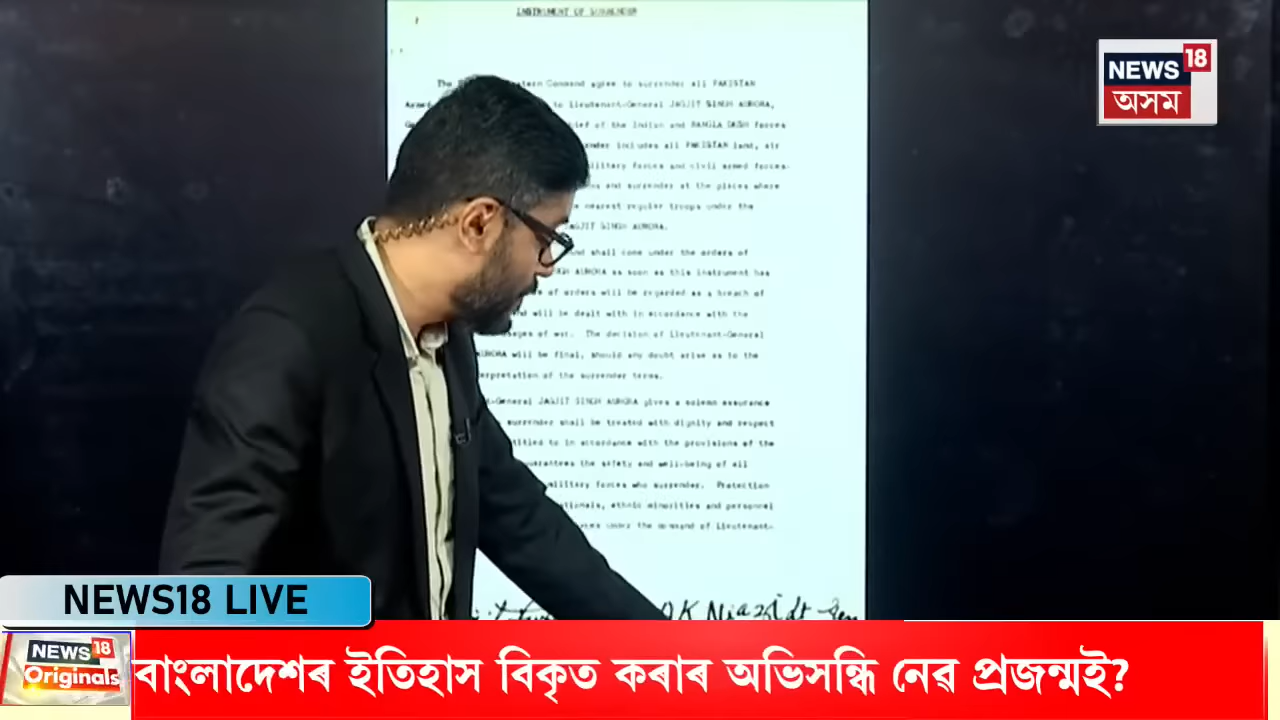 INSTRUMENT OF SURRENDER
Command agree to surrender all PAKISTAN
to Lieutenant-General JAGJIT SINGH AURORA,
of the Indian and BANGLA DESH forces
includes all PAKISTAN land, air
military forces and civil armed forces.
and surrender at the places where
nearest regular troops under the
JAGJIT SINGH AURORA.
shall come under the orders of
AURORA as soon as this instrument has
of orders will be regarded as a breach of
and will be dealt with in accordance with the
usages of war. The decision of Lieutenant-General
AURORA will be final, should any doubt arise as to the
of the surrender terms.
General JAGJIT SINGH AURORA gives a solemn assurance
surrender shall be treated with dignity and respect
to in accordance with the provisions of the
guarantees the safety and well-being of all
military forces who surrender. Protection
ethnic minorities and personnel
under the command of Lieutenant-
NEWS 18
অসম
NEWS18 LIVE
NEWS 18
Originals
বাংলাদেশৰ ইতিহাস বিকৃত কৰাৰ অভিসন্ধি নেৱ প্ৰজন্মই?